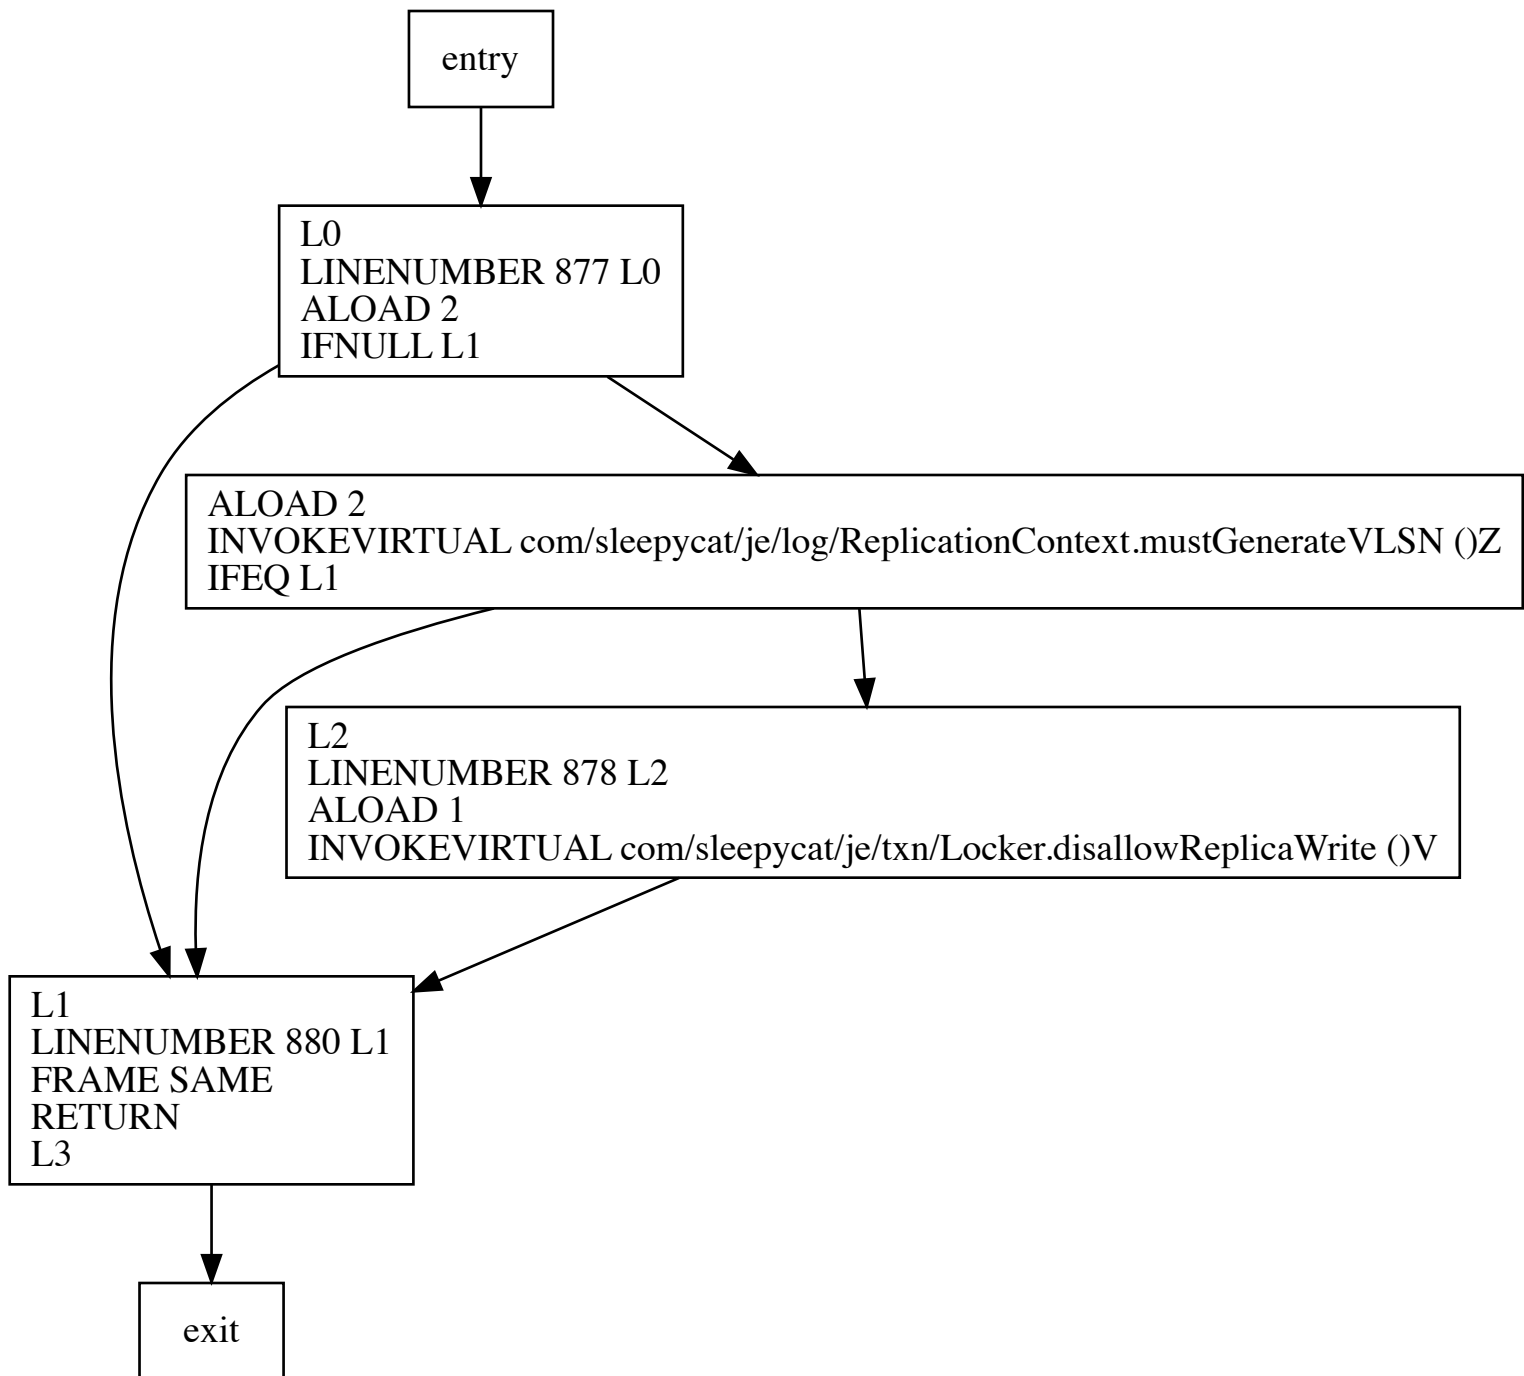 entry
L0
LINENUMBER 877 L0
ALOAD 2
IFNULL L1
ALOAD 2
INVOKEVIRTUAL com/sleepycat/je/log/ReplicationContext.mustGenerateVLSN ()Z
IFEQ L1
L2
LINENUMBER 878 L2
ALOAD 1
INVOKEVIRTUAL com/sleepycat/je/txn/Locker.disallowReplicaWrite ()V
L1
LINENUMBER 880 L1
FRAME SAME
RETURN
L3
exit